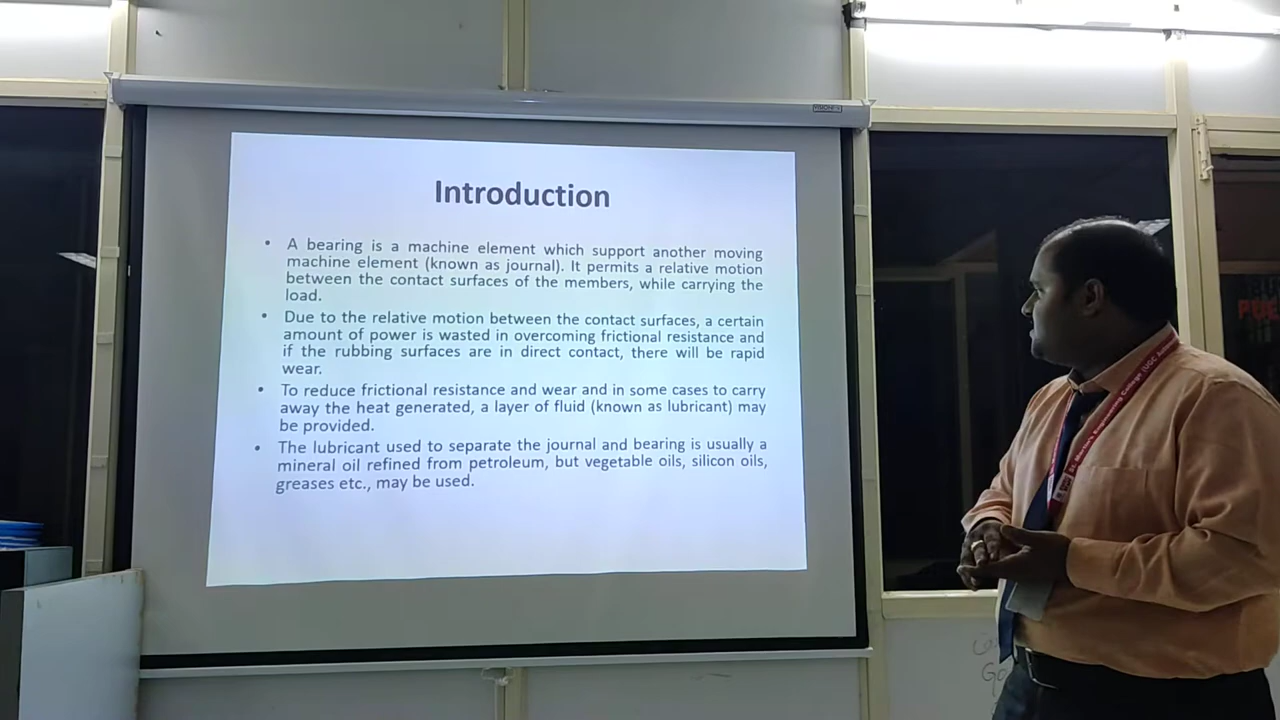 VISIONEX
Introduction
• A bearing is a machine element which support another moving
machine element (known as journal). It permits a relative motion
between the contact surfaces of the members, while carrying the
load.
• Due to the relative motion between the contact surfaces, a certain
amount of power is wasted in overcoming frictional resistance and
if the rubbing surfaces are in direct contact, there will be rapid
wear.
• To reduce frictional resistance and wear and in some cases to carry
away the heat generated, a layer of fluid (known as lubricant) may
be provided.
• The lubricant used to separate the journal and bearing is usually a
mineral oil refined from petroleum, but vegetable oils, silicon oils,
greases etc., may be used.
Engineering College (UGC